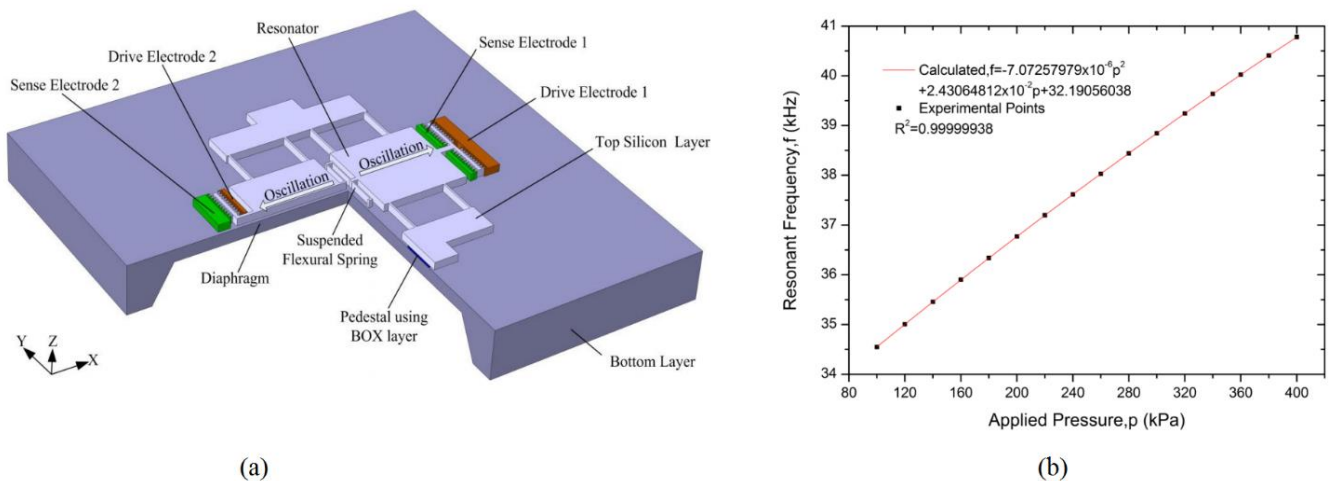 Resonator
Sense Electrode 1
Drive Electrode 2
Sense Electrode 2
Drive Electrode 1
Top Silicon Layer
Oscillation
Oscillation
Suspended
Flexural Spring
Diaphragm
Pedestal using
BOX layer
Bottom Layer
Y
Z
X
(a)
41
40
39
38
37
36
35
34
Resonant Frequency,f (kHz)
Calculated,f=-7.07257979x10⁻⁶p²
+2.43064812x10⁻²p+32.19056038
Experimental Points
R²=0.99999938
80 120 160 200 240 280 320 360 400
Applied Pressure,p (kPa)
(b)